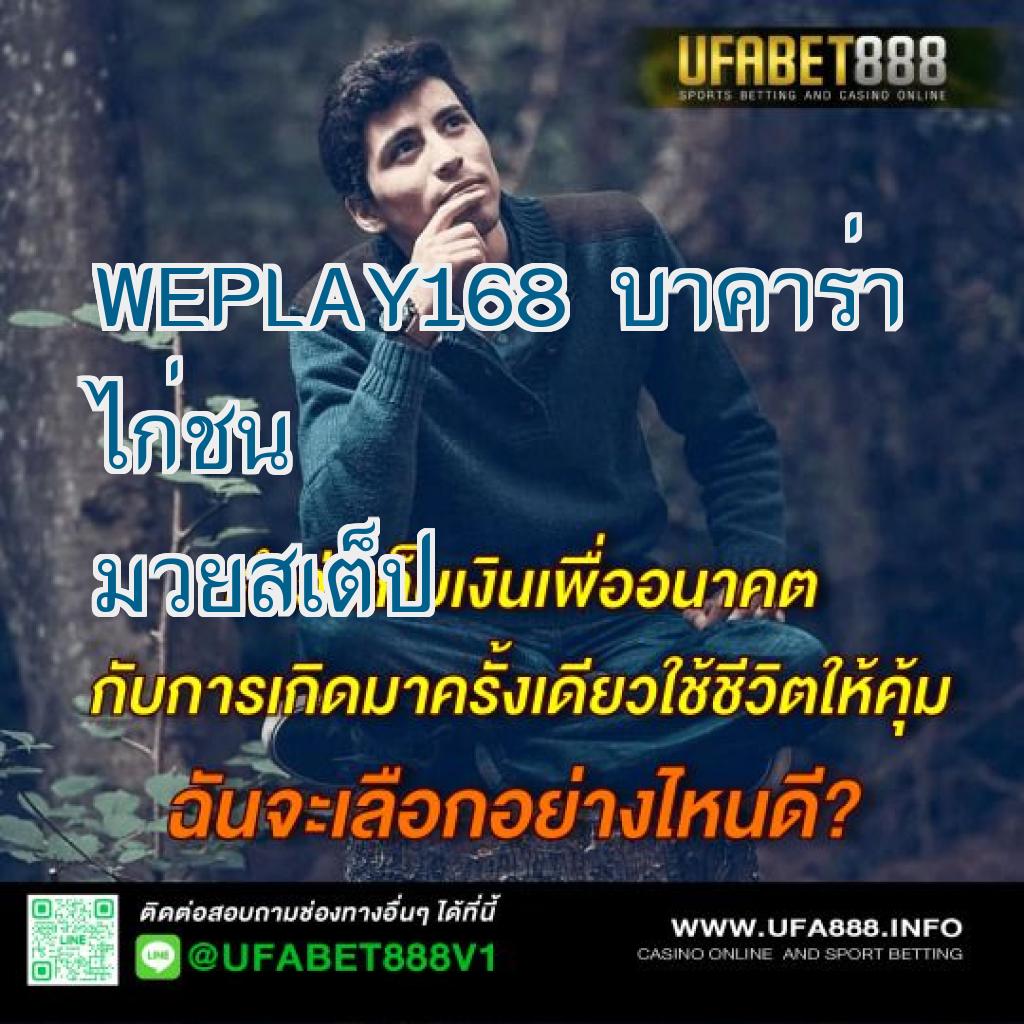 UFABET888
SPORTS BETTING AND CASINO ONLINE
WEPLAY168 บาคาร่า
ไก่ชน
มวยสเต็ป
เงินเพื่ออนาคต
กับการเกิดมาครั้งเดียวใช้ชีวิตให้คุ้ม
ฉันจะเลือกอย่างไหนดี?
ติดต่อสอบถามช่องทางอื่นๆ ได้ที่นี้
LINE
LINE @UFABET888V1
WWW.UFA888.INFO
CASINO ONLINE AND SPORT BETTING